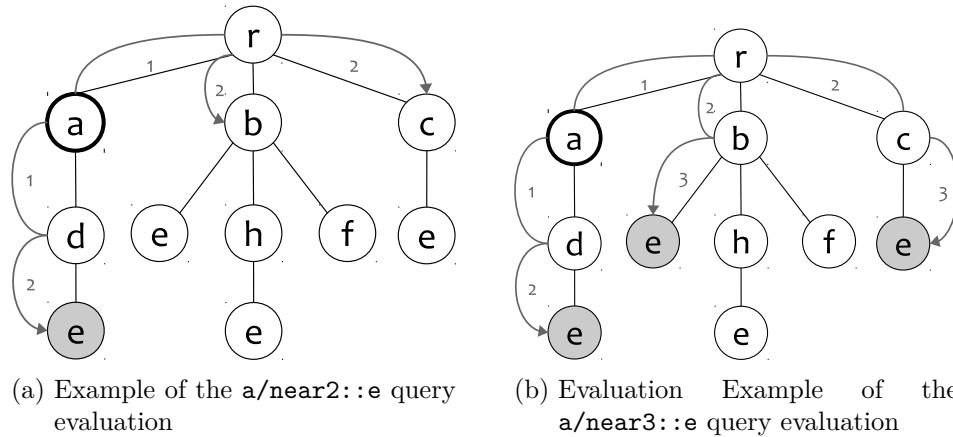 r
1
2
2
a
b
c
1
d
e
h
f
e
2
e
e
(a) Example of the a/near2::e query
evaluation
r
1
2
2
a
b
c
1
3
3
d
e
h
f
e
2
e
e
(b) Evaluation Example of the
a/near3::e query evaluation